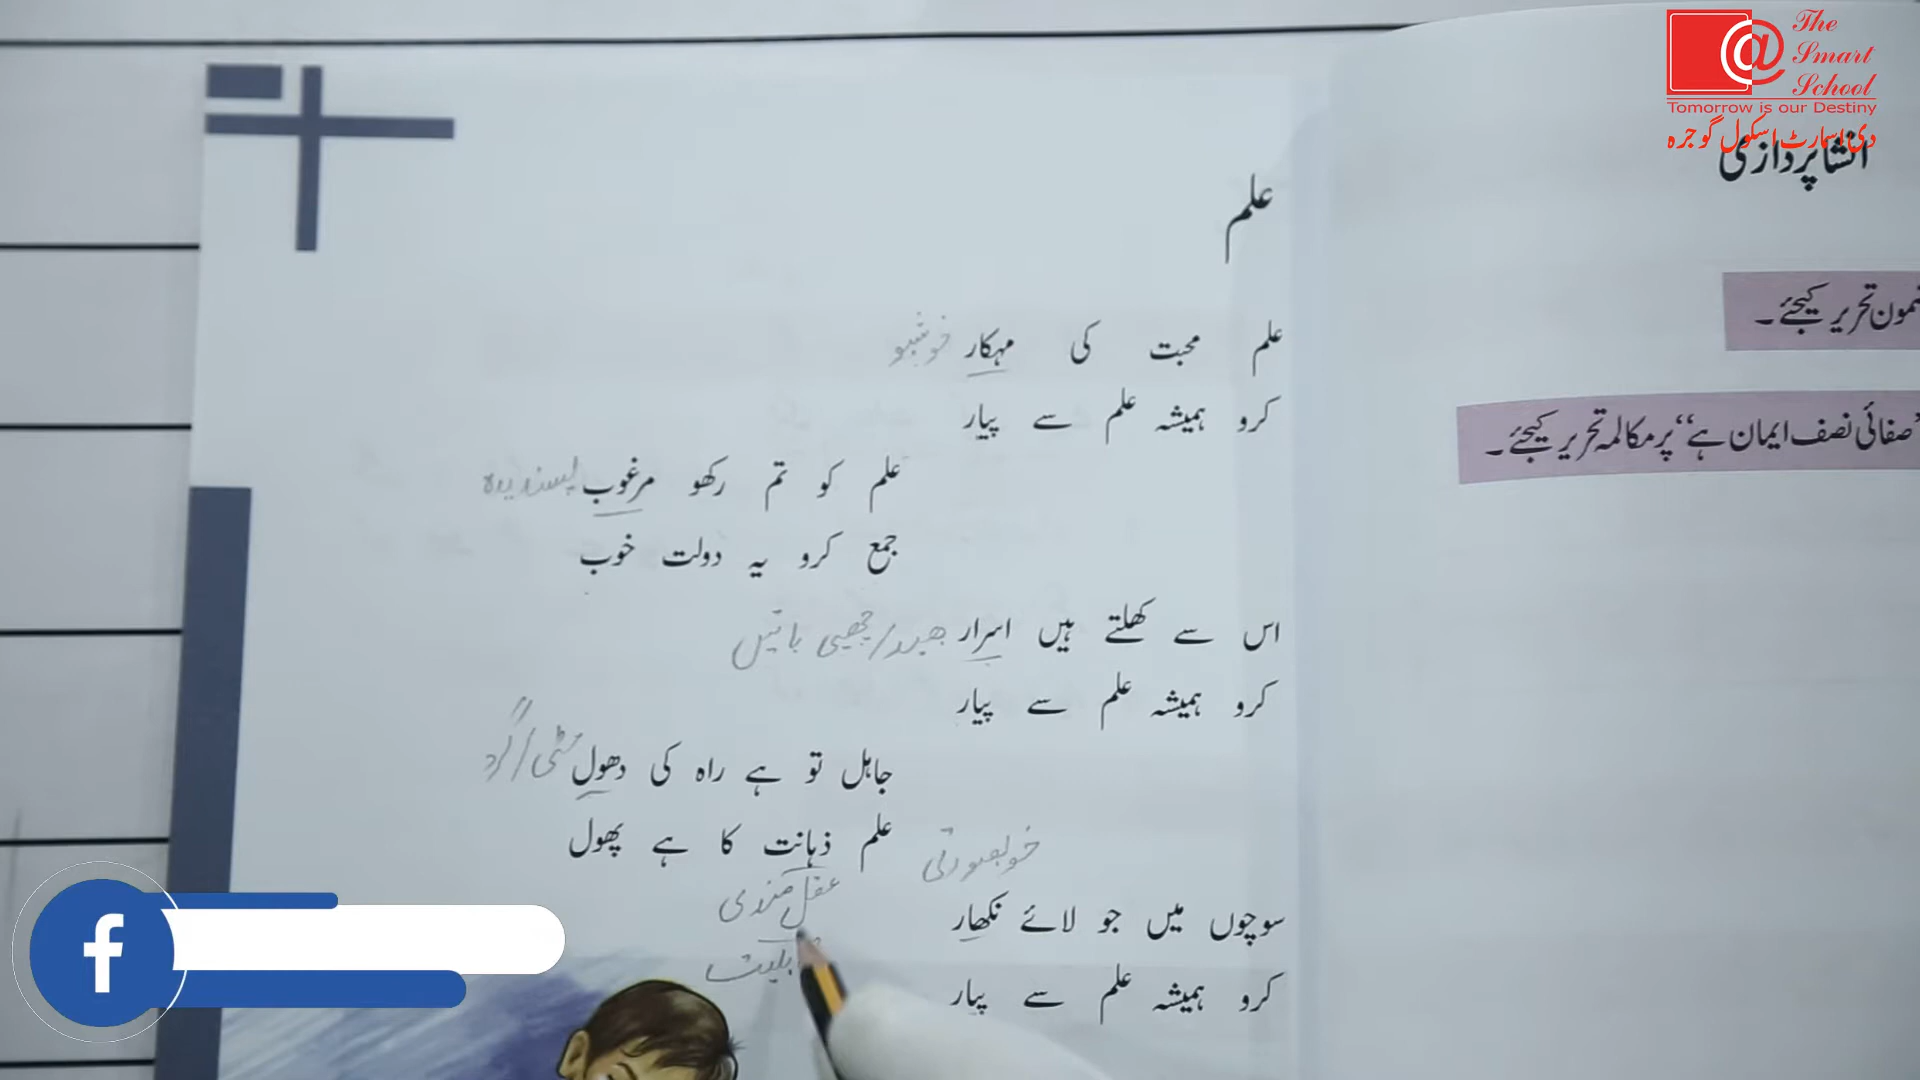 The
Smart
School
Tomorrow is our Destiny
دی اسمارٹ اسکول گوجرہ
انشا پردازی
تحریر کیجئے۔
”صفائی نصف ایمان ہے“ پر مکالمہ تحریر کیجئے۔
علم
علم محبت کی مہکار خوشبو
کرو ہمیشہ علم سے پیار
علم کو تم رکھو مرغوب پسندیدہ
جمع کرو یہ دولت خوب
اس سے کھلتے ہیں اسرار بھید/چھپی باتیں
کرو ہمیشہ علم سے پیار
جاہل تو ہے راہ کی دھول مٹی/گرد
علم ذہانت کا ہے پھول
خوبصورتی
عقل مندی
سوچوں میں جو لائے نکھار
کرو ہمیشہ علم سے پیار
f